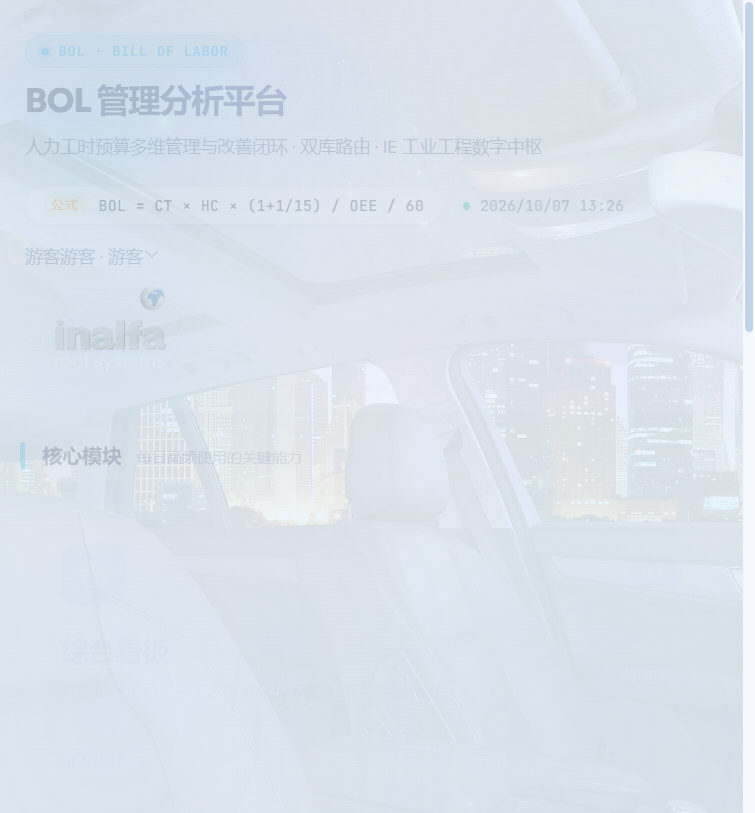 BOL · BILL OF LABOR
BOL 管理分析平台
人力工时预算多维管理与改善闭环 · 双库路由 · IE 工业工程数字中枢
公式 BOL = CT × HC × (1+1/15) / OEE / 60 2026/10/07 13:26
游客游客 · 游客
inalfa
roof systems
核心模块 每日高频使用的关键能力
综合看板